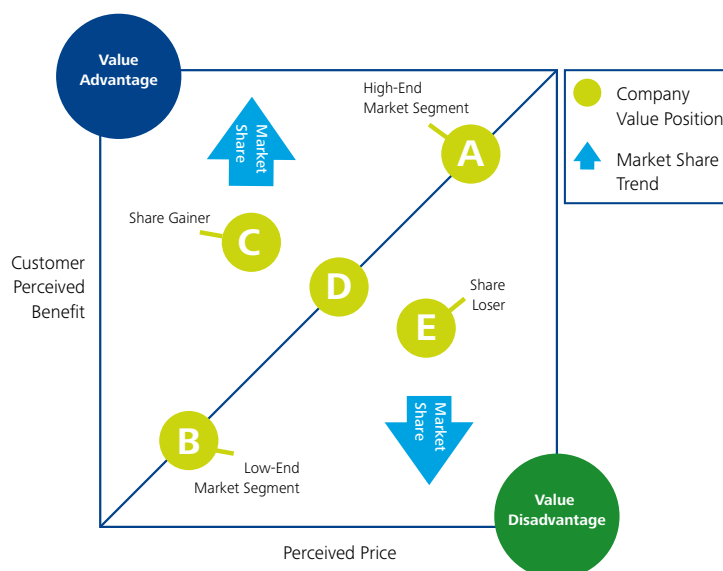 Value
Advantage
High-End
Market Segment
A
Company
Value Position
Market Share
Trend
Market
Share
Share Gainer
C
Customer
Perceived
Benefit
D
Share
Loser
E
B
Low-End
Market Segment
Market
Share
Value
Disadvantage
Perceived Price